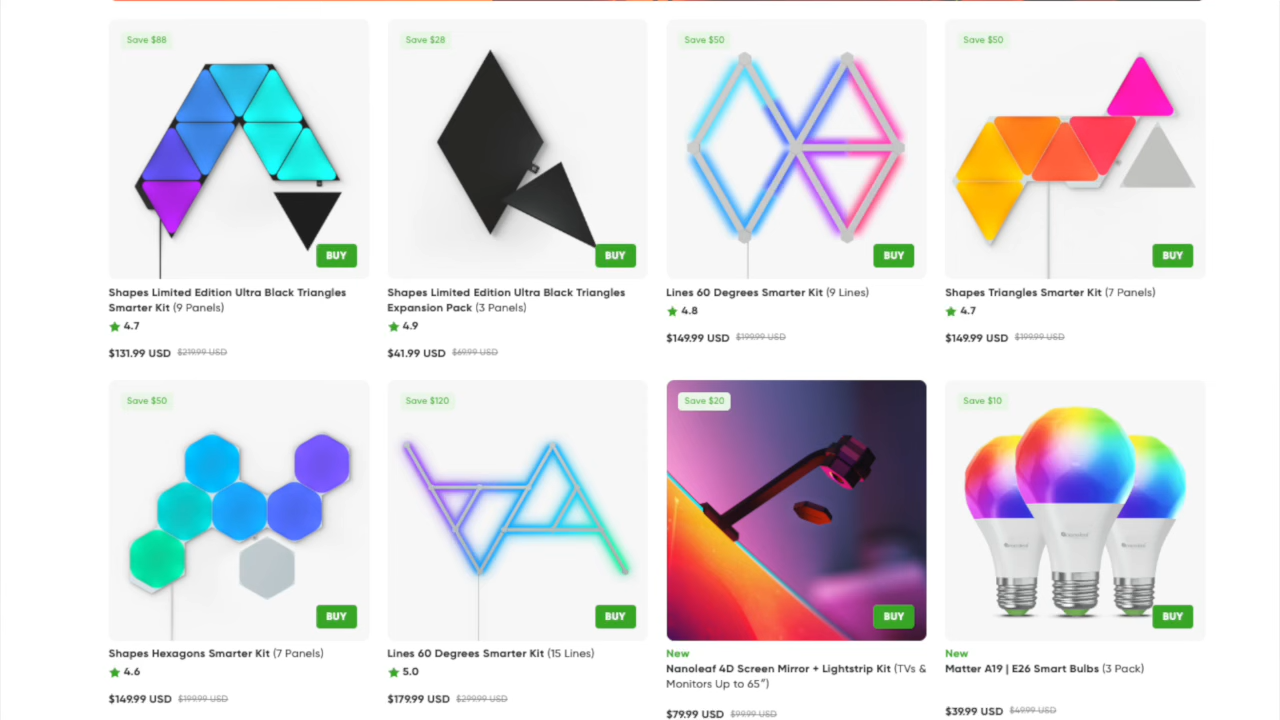 Save $88
BUY
Shapes Limited Edition Ultra Black Triangles
Smarter Kit (9 Panels)
4.7
$131.99 USD $219.99 USD
Save $28
BUY
Shapes Limited Edition Ultra Black Triangles
Expansion Pack (3 Panels)
4.9
$41.99 USD $69.99 USD
Save $50
BUY
Lines 60 Degrees Smarter Kit (9 Lines)
4.8
$149.99 USD $199.99 USD
Save $50
BUY
Shapes Triangles Smarter Kit (7 Panels)
4.7
$149.99 USD $199.99 USD
Save $50
BUY
Shapes Hexagons Smarter Kit (7 Panels)
4.6
$149.99 USD $199.99 USD
Save $120
BUY
Lines 60 Degrees Smarter Kit (15 Lines)
5.0
$179.99 USD $299.99 USD
Save $20
BUY
New
Nanoleaf 4D Screen Mirror + Lightstrip Kit (TVs &
Monitors Up to 65″)
$79.99 USD $99.99 USD
Save $10
BUY
New
Matter A19 | E26 Smart Bulbs (3 Pack)
$39.99 USD $49.99 USD